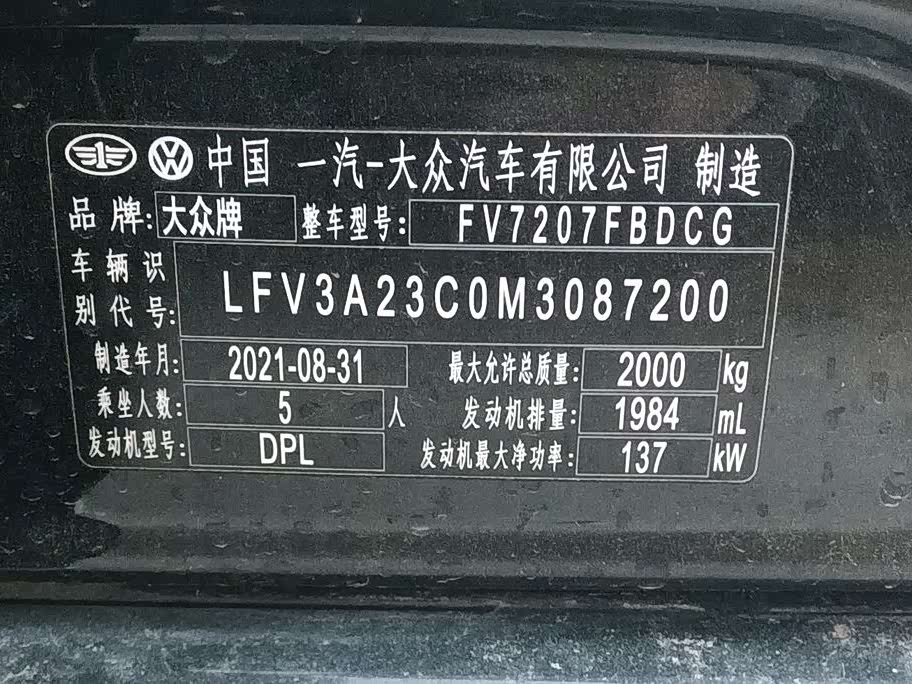 中国 一汽-大众汽车有限公司 制造
品牌: 大众牌 整车型号: FV7207FBDCG
车辆识别代号: LFV3A23C0M3087200
制造年月: 2021-08-31 最大允许总质量: 2000 kg
乘坐人数: 5 人 发动机排量: 1984 mL
发动机型号: DPL 发动机最大净功率: 137 kW